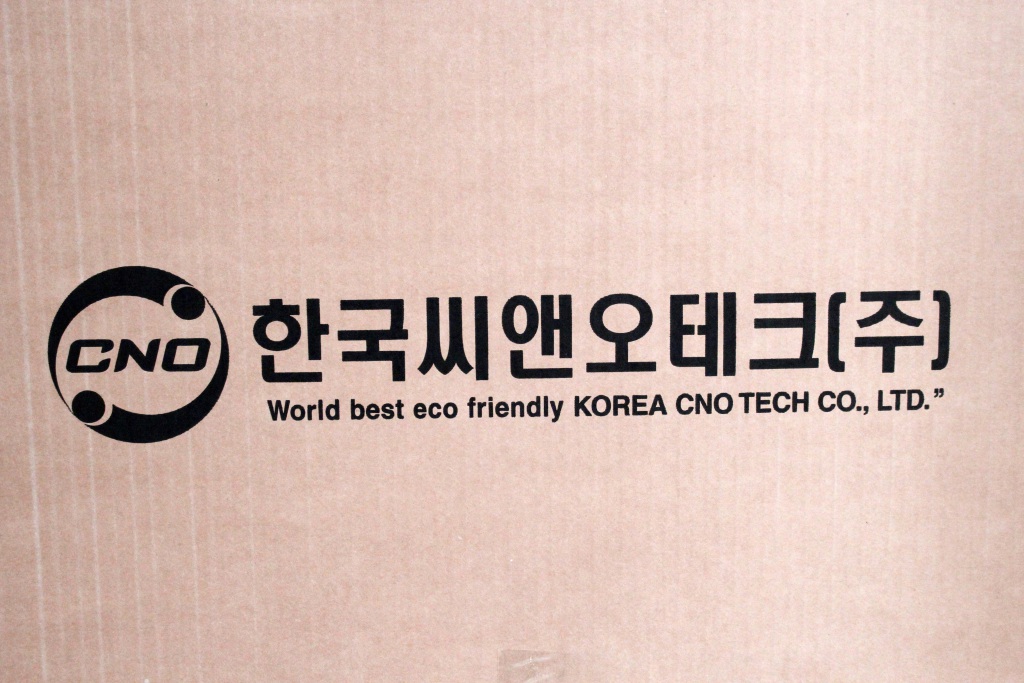 CNO
한국씨앤오테크(주)
World best eco friendly KOREA CNO TECH CO., LTD.”